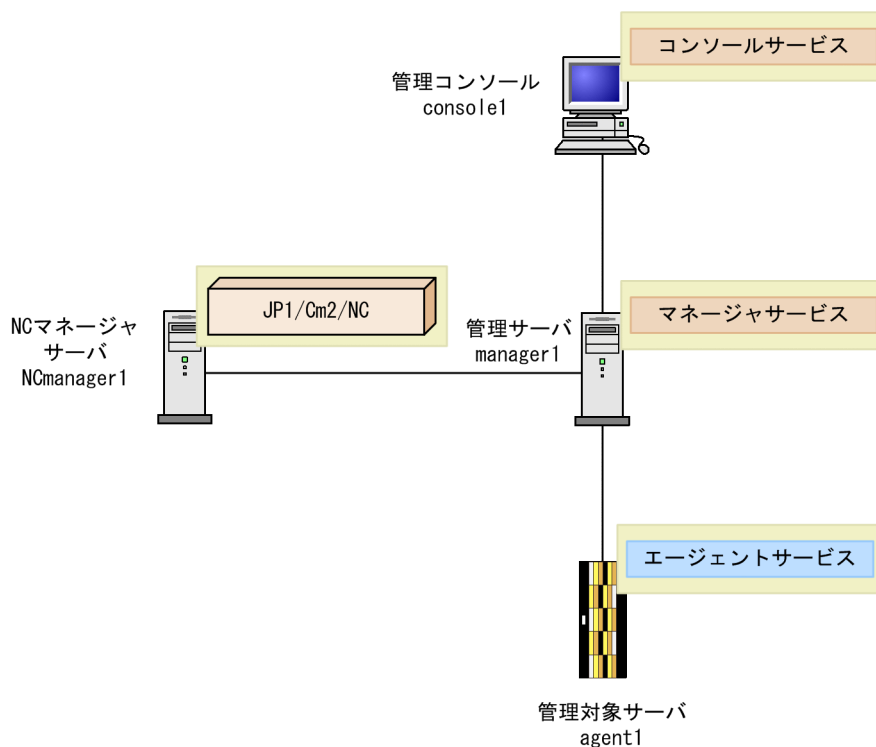 コンソールサービス
管理コンソール
console1
JP1/Cm2/NC
NCマネージャ
サーバ
NCmanager1
管理サーバ
manager1
マネージャサービス
エージェントサービス
管理対象サーバ
agent1